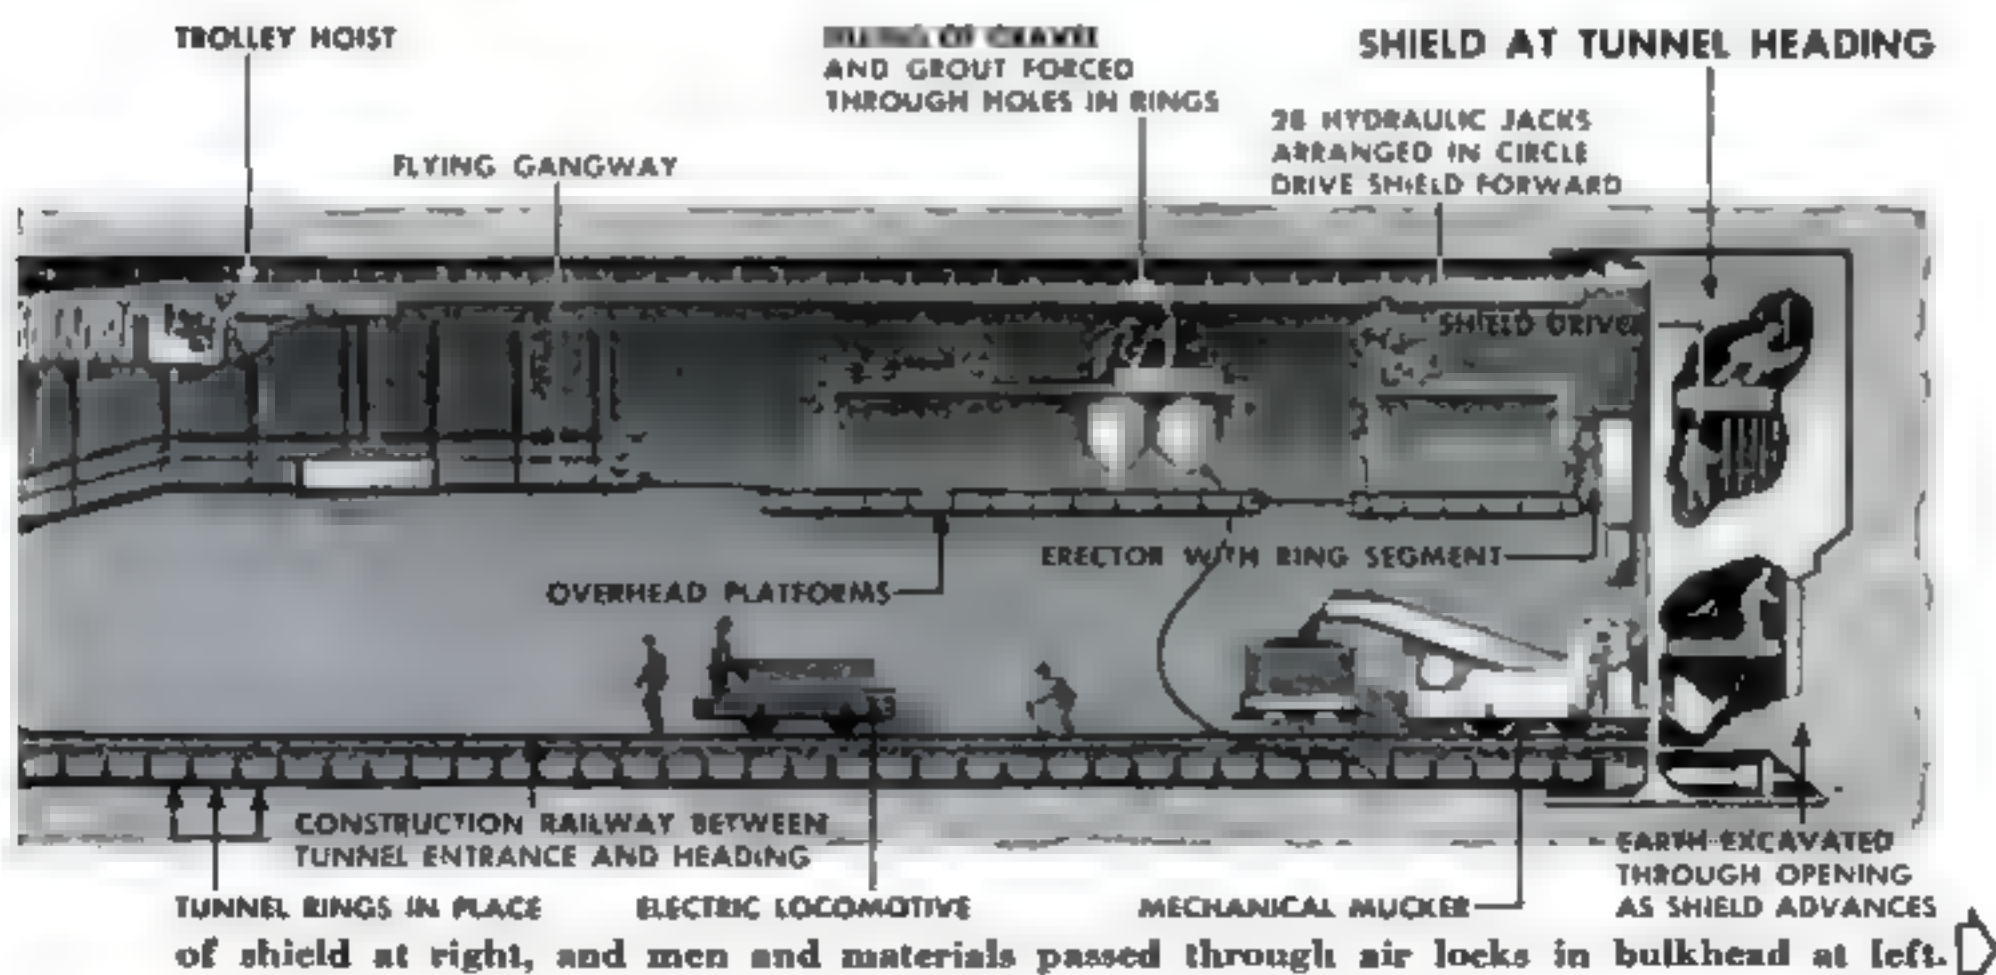 TROLLEY HOIST
AND GROUT FORCED
THROUGH HOLES IN RINGS
SHIELD AT TUNNEL HEADING
28 HYDRAULIC JACKS
ARRANGED IN CIRCLE
DRIVE SHIELD FORWARD
FLYING GANGWAY
SHIELD DRIVER
ERECTOR WITH RING SEGMENT
OVERHEAD PLATFORMS
CONSTRUCTION RAILWAY BETWEEN
TUNNEL ENTRANCE AND HEADING
EARTH EXCAVATED
THROUGH OPENING
AS SHIELD ADVANCES
TUNNEL RINGS IN PLACE
ELECTRIC LOCOMOTIVE
MECHANICAL MUCKER
of shield at right, and men and materials passed through air locks in bulkhead at left.